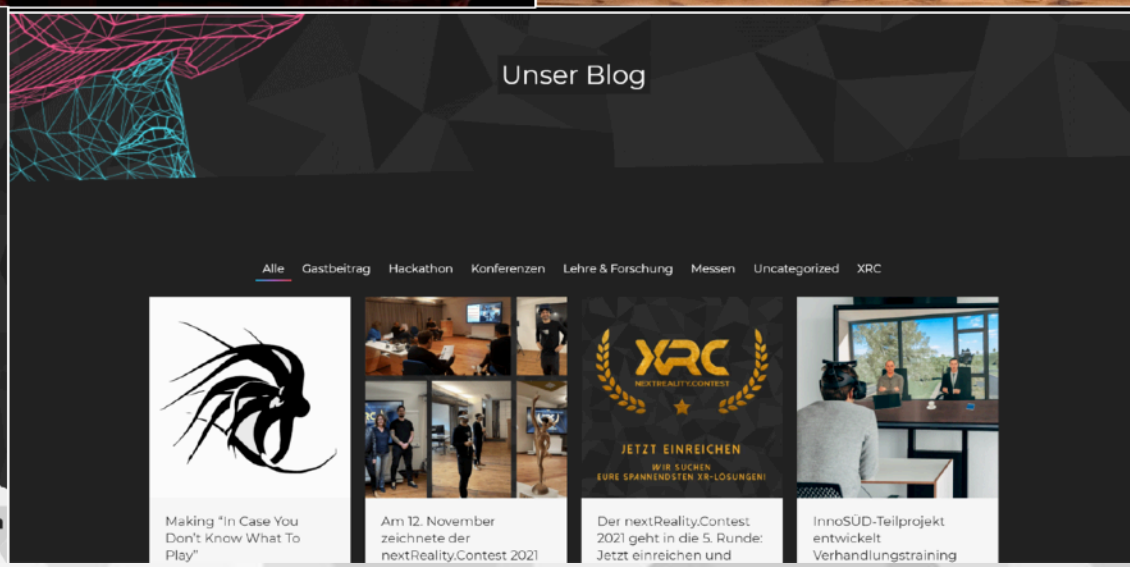 Unser Blog
Alle Gastbeitrag Hackathon Konferenzen Lehre & Forschung Messen Uncategorized XRC
XRC
NEXTREALITY.CONTEST
JETZT EINREICHEN
WIR SUCHEN
EURE SPANNENDSTEN XR-LÖSUNGEN!
Making "In Case You
Don't Know What To
Play"
Am 12. November
zeichnete der
nextReality.Contest 2021
Der nextReality.Contest
2021 geht in die 5. Runde:
Jetzt einreichen und
InnoSÜD-Teilprojekt
entwickelt
Verhandlungstraining